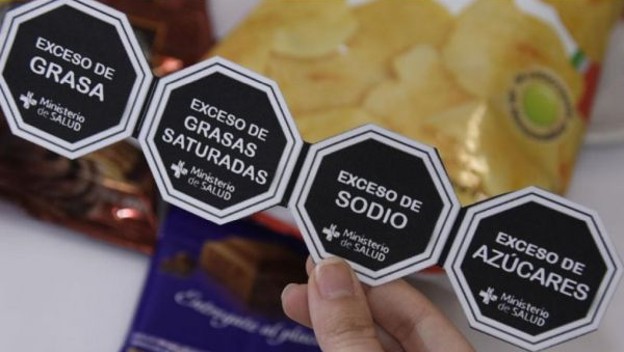 EXCESO DE
GRASA
Ministerio
de SALUD
EXCESO DE
GRASAS
SATURADAS
Ministerio
de SALUD
EXCESO DE
SODIO
Ministerio
de SALUD
EXCESO DE
AZÚCARES
Ministerio
de SALUD